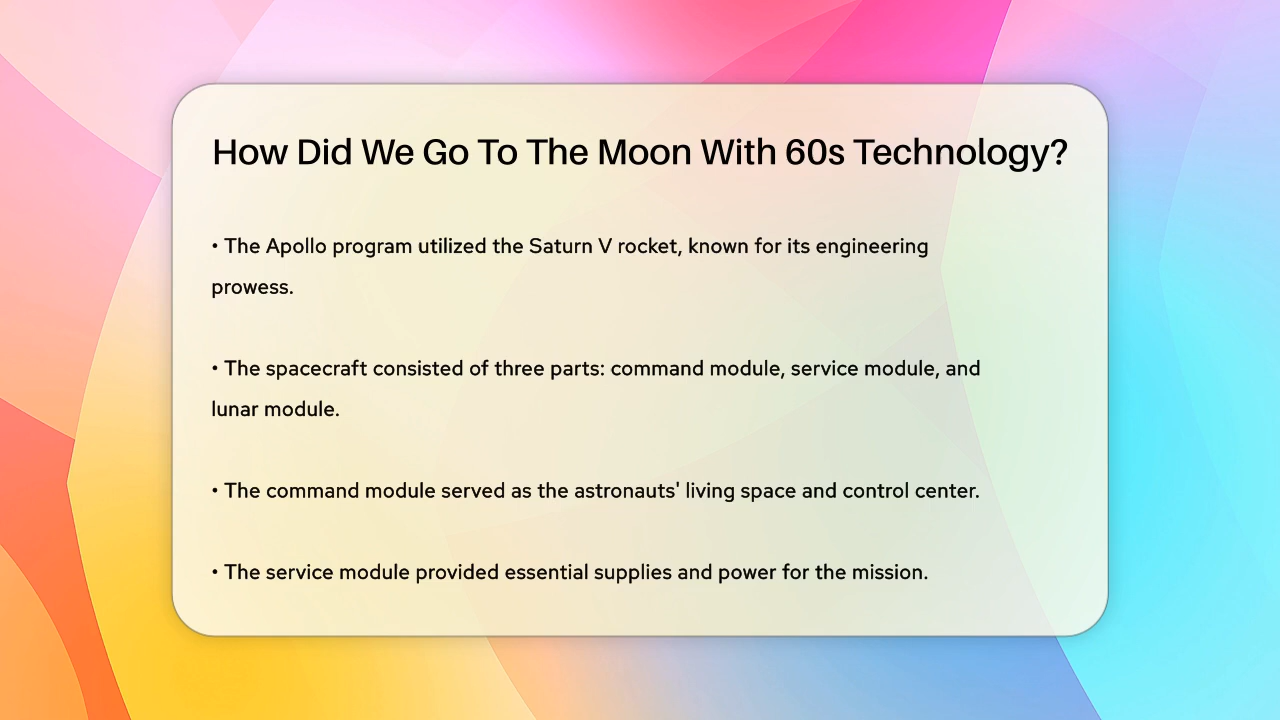 How Did We Go To The Moon With 60s Technology?
• The Apollo program utilized the Saturn V rocket, known for its engineering
prowess.
• The spacecraft consisted of three parts: command module, service module, and
lunar module.
• The command module served as the astronauts' living space and control center.
• The service module provided essential supplies and power for the mission.